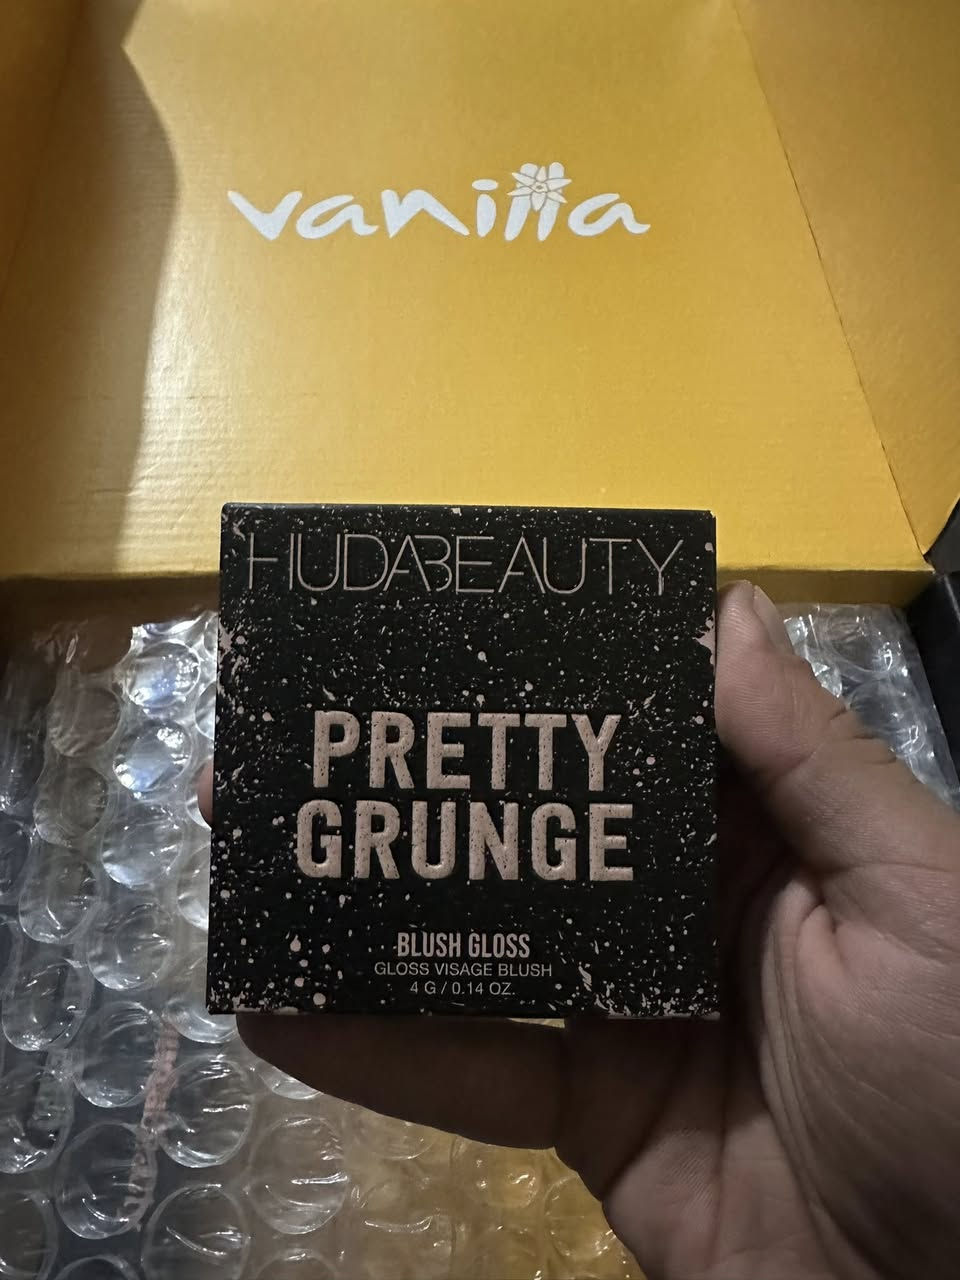 vanilla
HUDABEAUTY
PRETTY
GRUNGE
BLUSH GLOSS
GLOSS VISAGE BLUSH
4 G / 0.14 OZ.